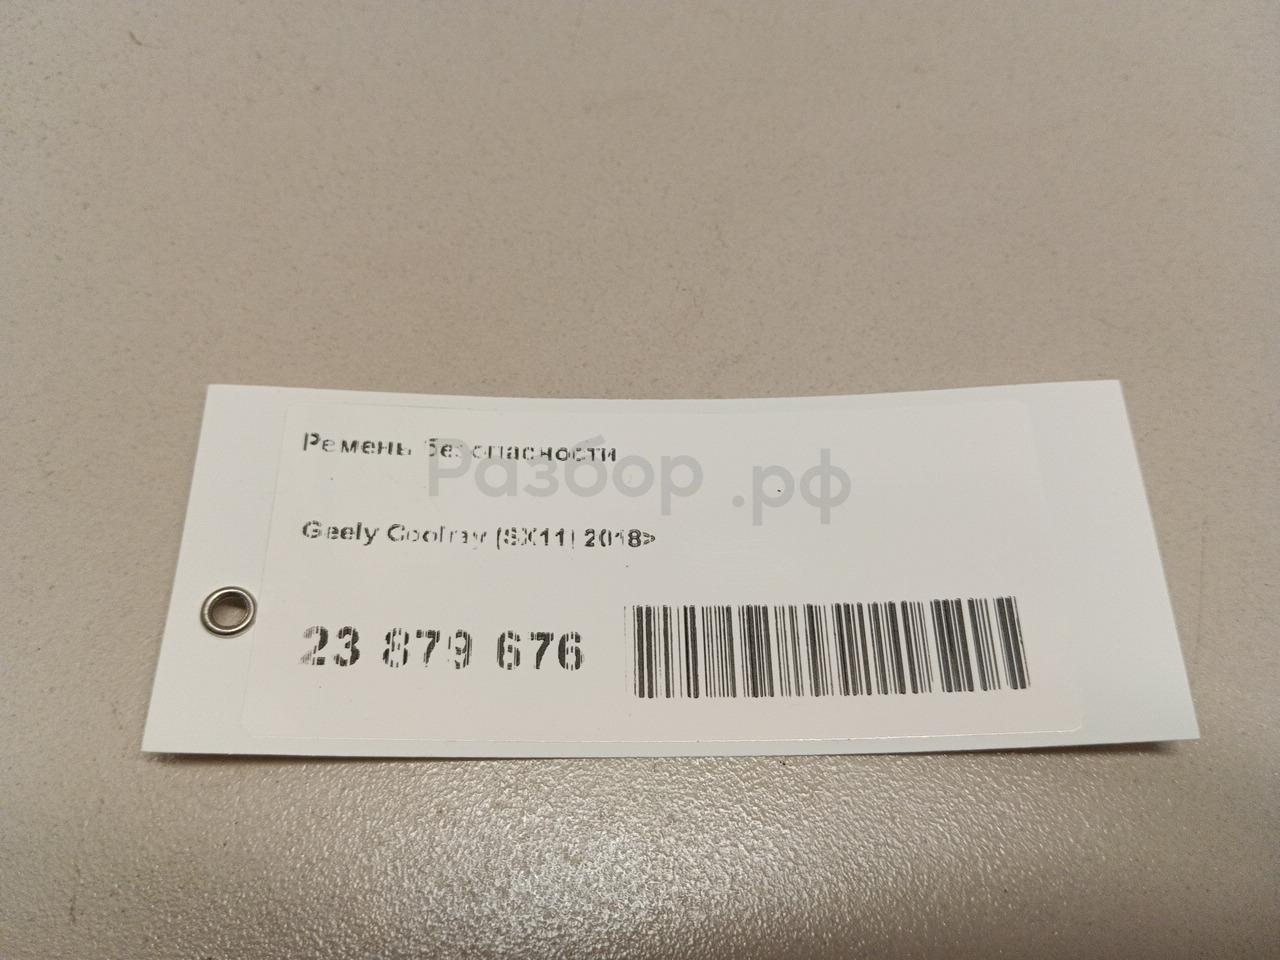 Ремень безопасности
Разбор.рф
Geely Coolray (SX11) 2018>
23 879 676